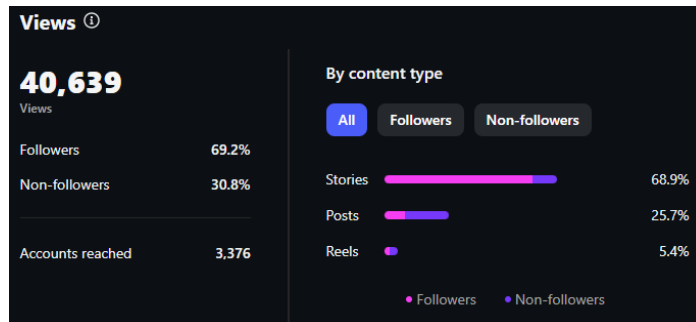 Views
40,639
Views
Followers 69.2%
Non-followers 30.8%
Accounts reached 3,376
By content type
All Followers Non-followers
Stories 68.9%
Posts 25.7%
Reels 5.4%
Followers Non-followers